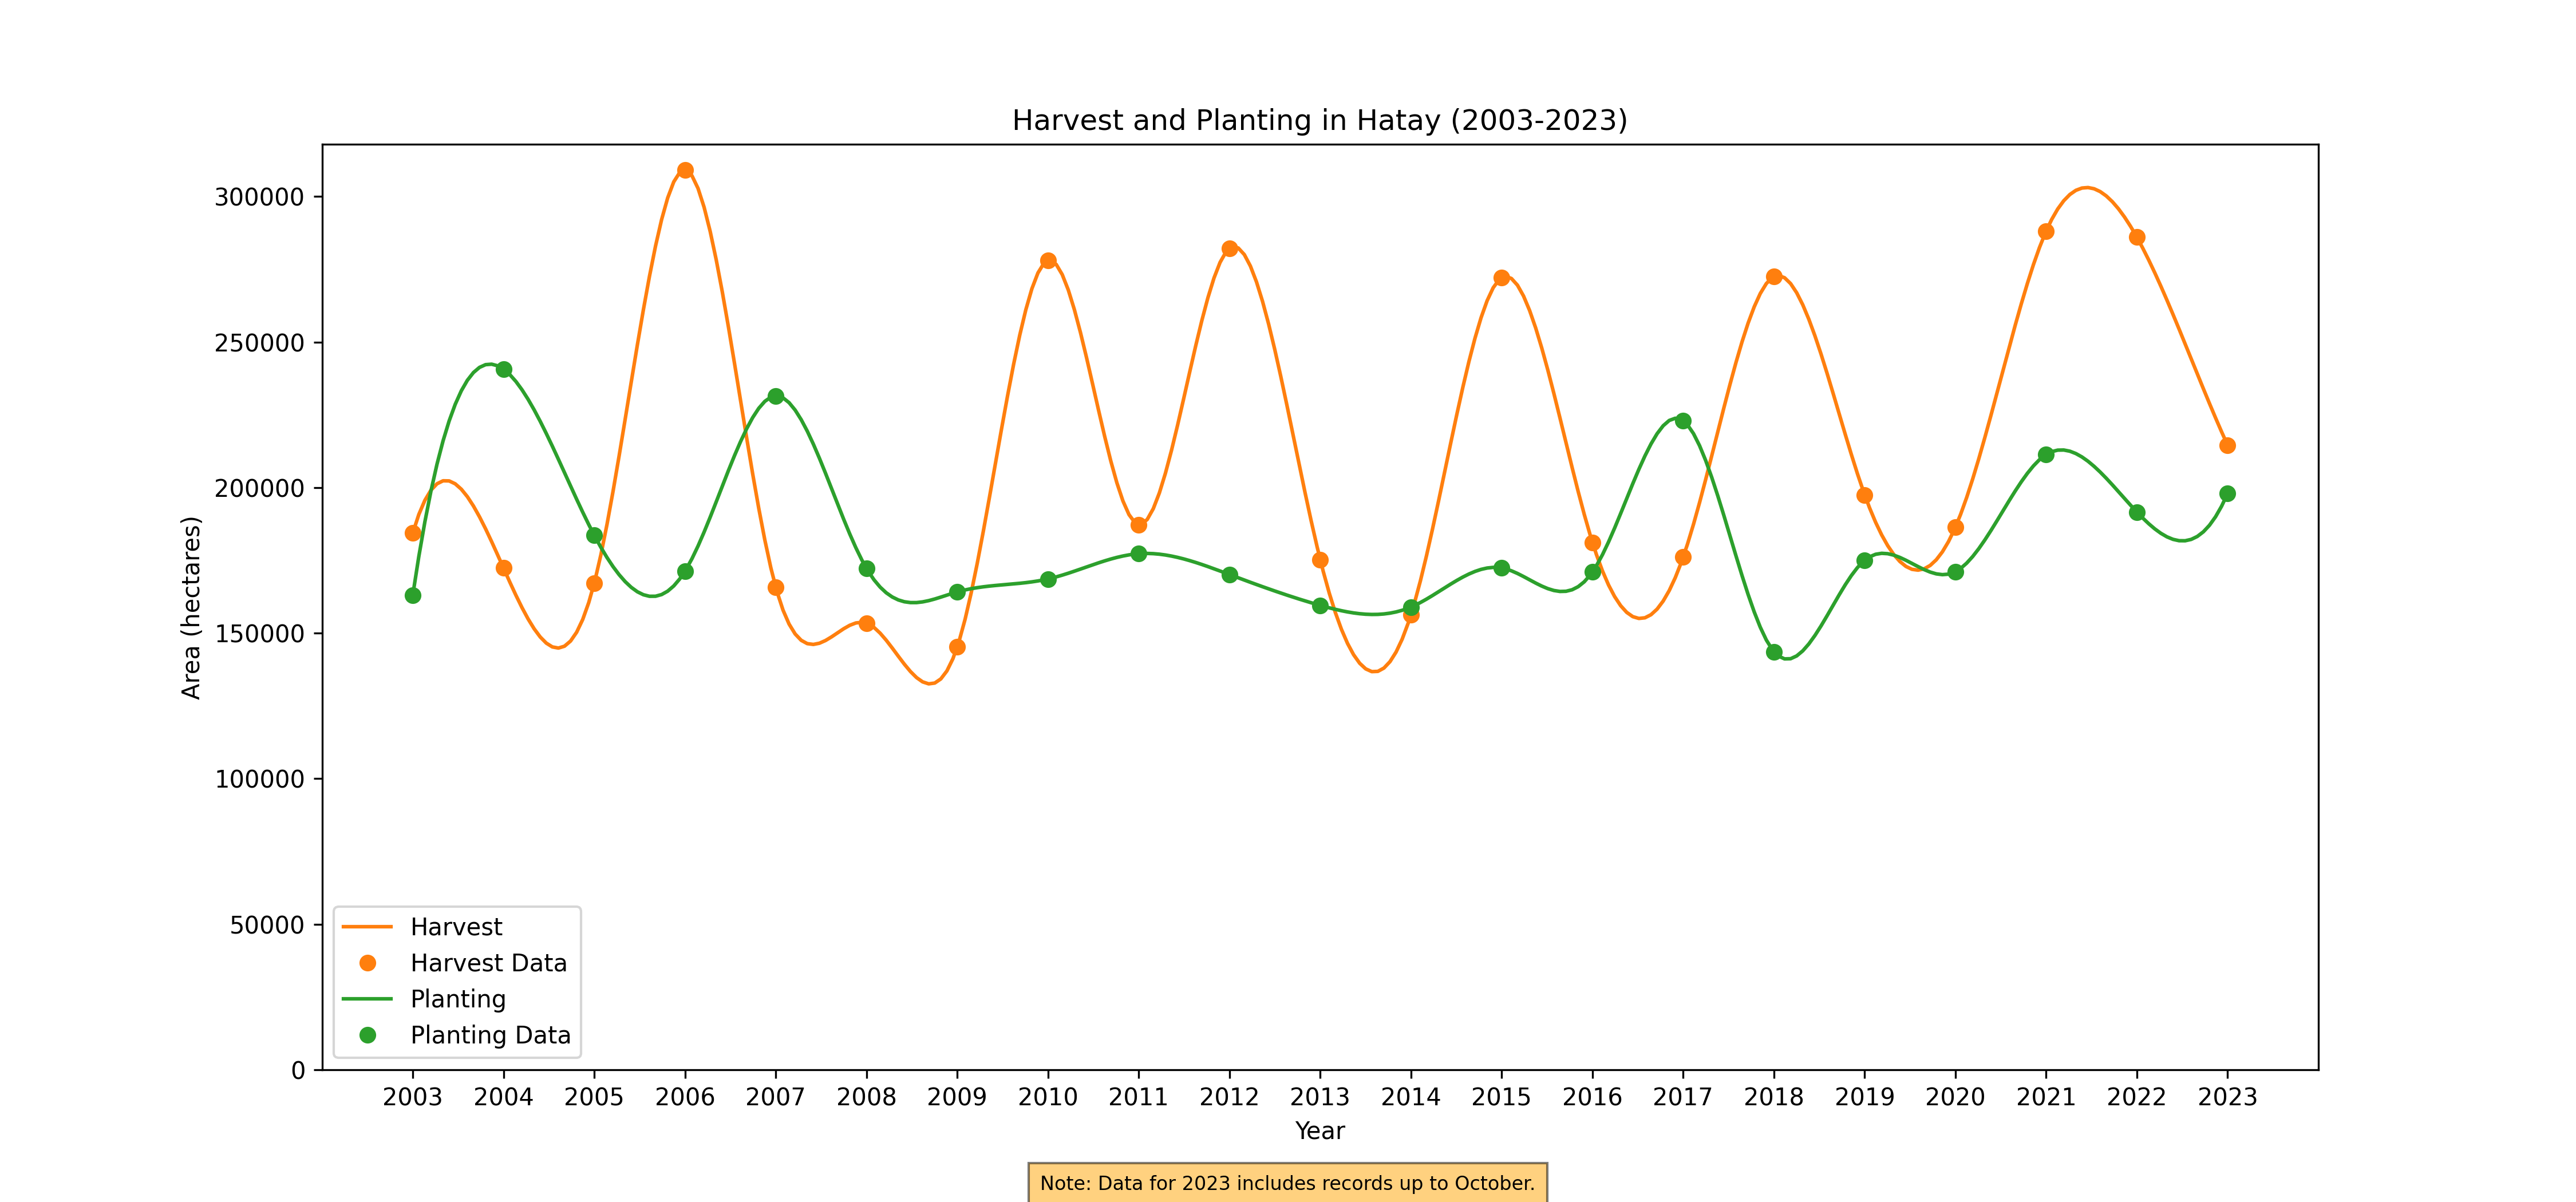 Harvest and Planting in Hatay (2003-2023)
Area (hectares)
300000
250000
200000
150000
100000
50000
0
Harvest
Harvest Data
Planting
Planting Data
2003 2004 2005 2006 2007 2008 2009 2010 2011 2012 2013 2014 2015 2016 2017 2018 2019 2020 2021 2022 2023
Year
Note: Data for 2023 includes records up to October.